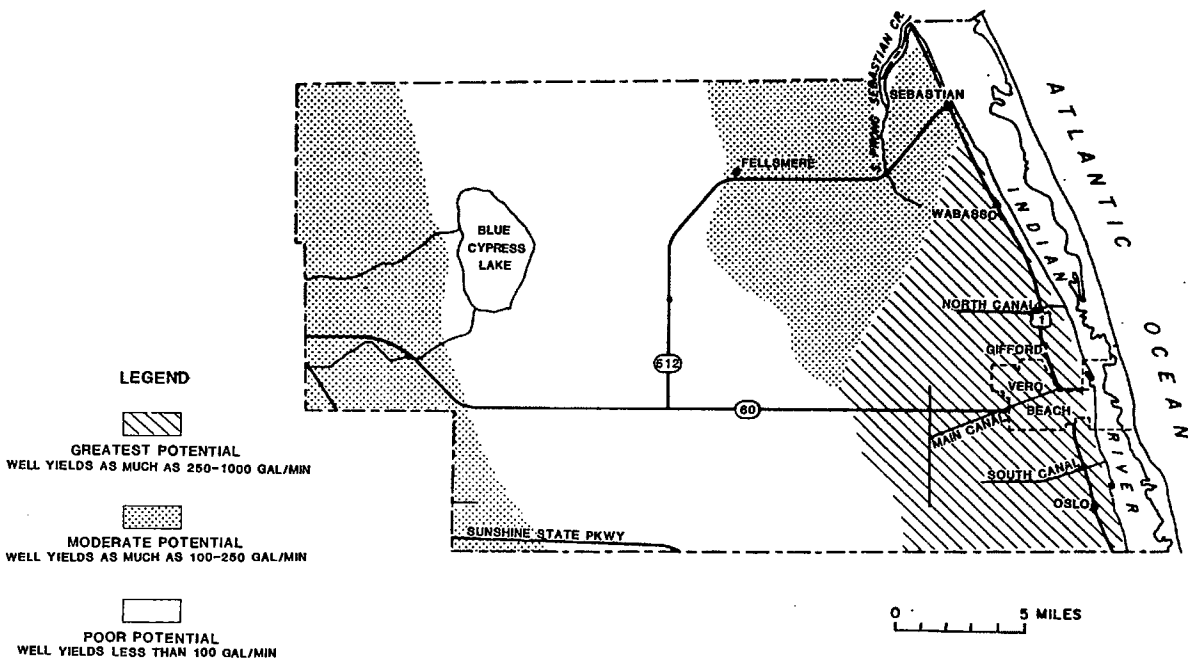 S. PRONG SEBASTIAN CR.
SEBASTIAN
ATLANTIC
OCEAN
FELLSMERE
WABASSO
INDIAN
RIVER
BLUE
CYPRESS
LAKE
NORTH CANAL
1
GIFFORD
512
VERO
BEACH
60
MAIN CANAL
SOUTH CANAL
OSLO
SUNSHINE STATE PKWY
LEGEND
GREATEST POTENTIAL
WELL YIELDS AS MUCH AS 250-1000 GAL/MIN
MODERATE POTENTIAL
WELL YIELDS AS MUCH AS 100-250 GAL/MIN
POOR POTENTIAL
WELL YIELDS LESS THAN 100 GAL/MIN
0 5 MILES